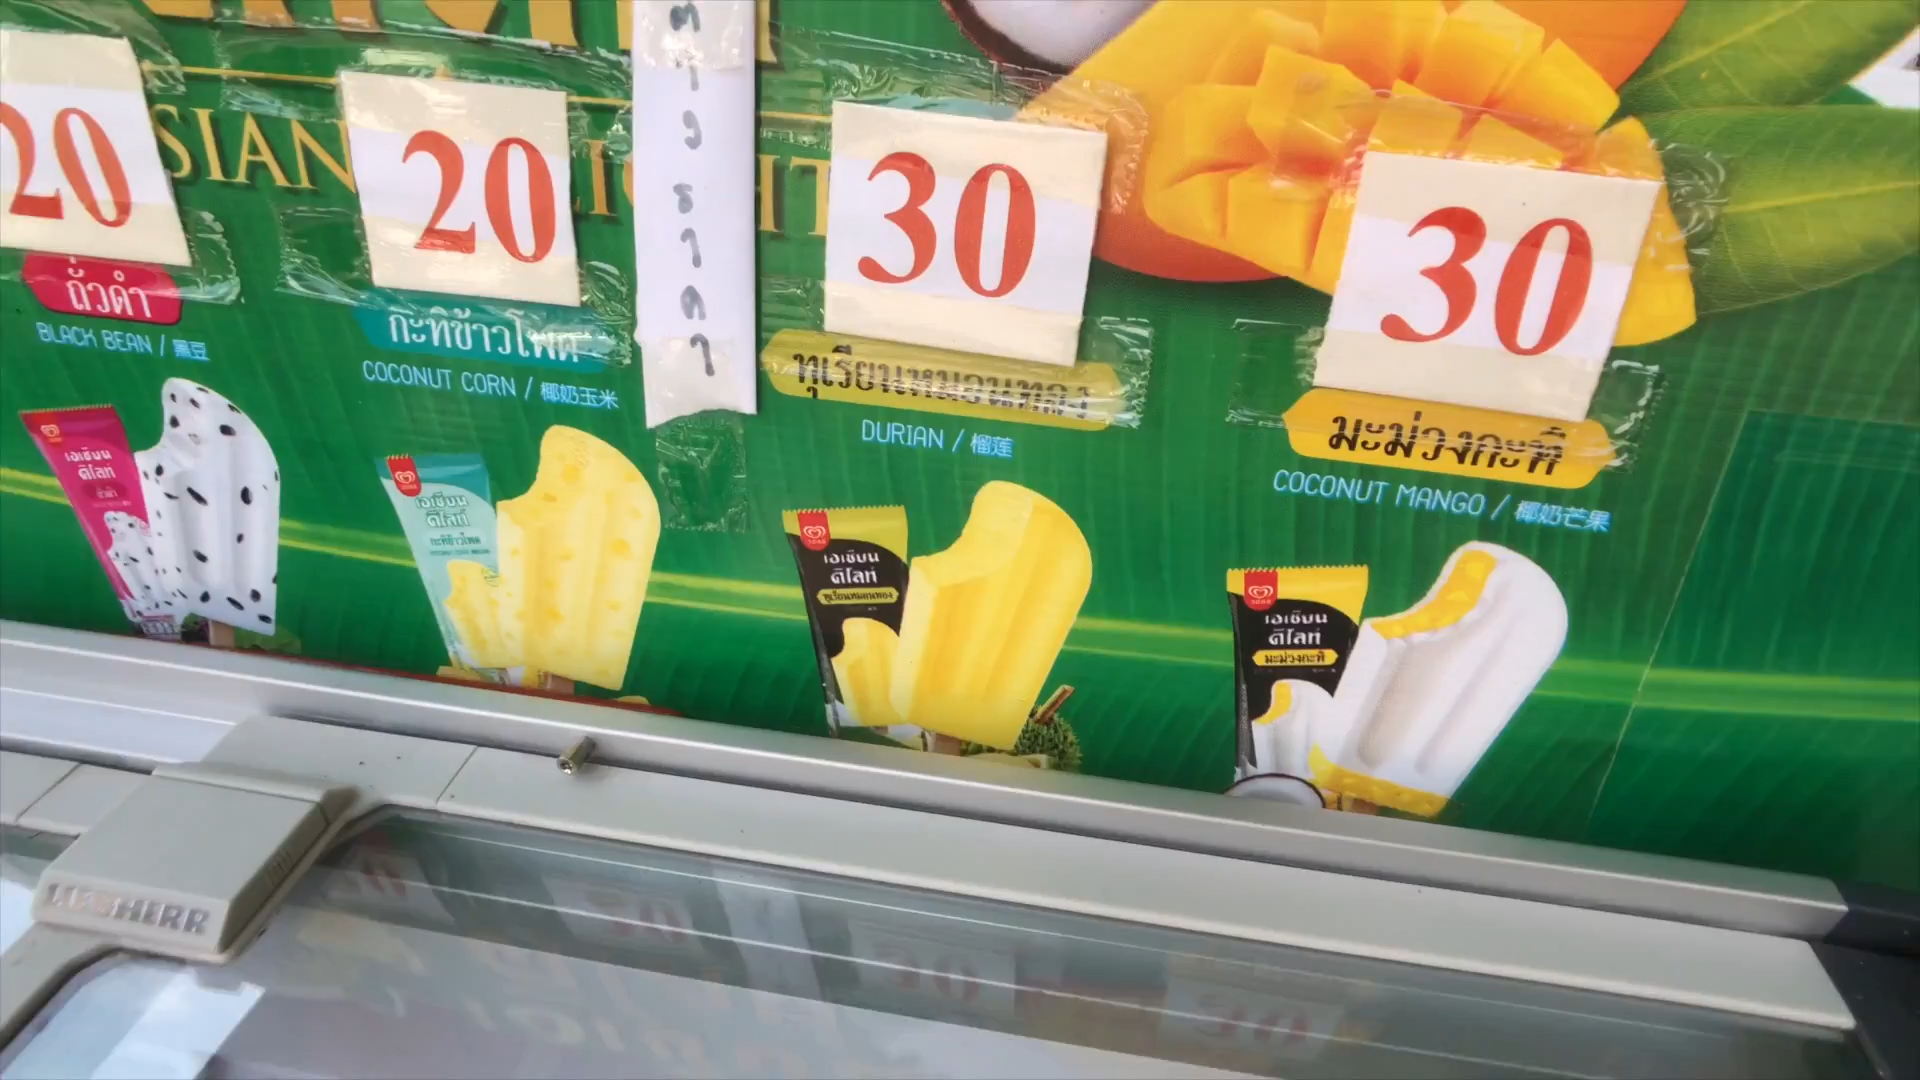 20
20
30
30
SIAN
ราคา
ถั่วดำ
BLACK BEAN / 黑豆
กะทิข้าวโพด
COCONUT CORN / 椰奶玉米
ทุเรียนหมอนทอง
DURIAN / 榴莲
มะม่วงกะทิ
COCONUT MANGO / 椰奶芒果
เอเชียน
ดีไลท์
ถั่วดำ
เอเชียน
ดีไลท์
กะทิข้าวโพด
เอเชียน
ดีไลท์
ทุเรียนหมอนทอง
เอเชียน
ดีไลท์
มะม่วงกะทิ
LIEBHERR